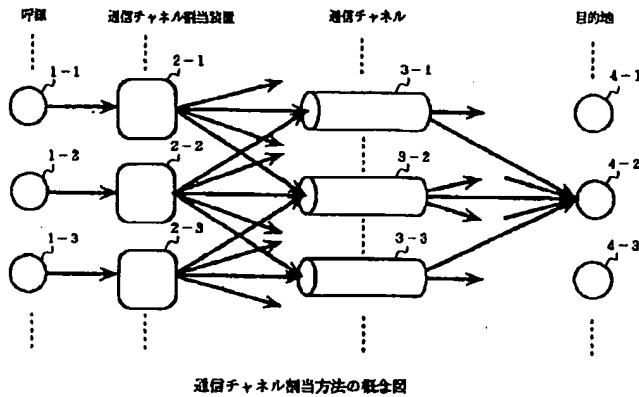 呼源 通信チャネル割当装置 通信チャネル 目的地
1-1 2-1 3-1 4-1
1-2 2-2 3-2 4-2
1-3 2-3 3-3 4-3
通信チャネル割当方法の概念図